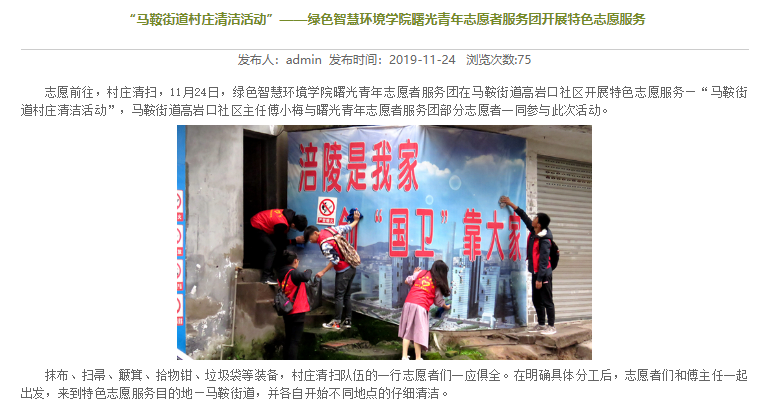 “马鞍街道村庄清洁活动”——绿色智慧环境学院曙光青年志愿者服务团开展特色志愿服务
发布人：admin 发布时间：2019-11-24 浏览次数:75
志愿前往，村庄清扫，11月24日，绿色智慧环境学院曙光青年志愿者服务团在马鞍街道高岩口社区开展特色志愿服务—“马鞍街
道村庄清洁活动”，马鞍街道高岩口社区主任傅小梅与曙光青年志愿者服务团部分志愿者一同参与此次活动。
涪陵是我家
创“国卫”靠大家
抹布、扫帚、簸箕、拾物钳、垃圾袋等装备，村庄清扫队伍的一行志愿者们一应俱全。在明确具体分工后，志愿者们和傅主任一起
出发，来到特色志愿服务目的地—马鞍街道，并各自开始不同地点的仔细清洁。